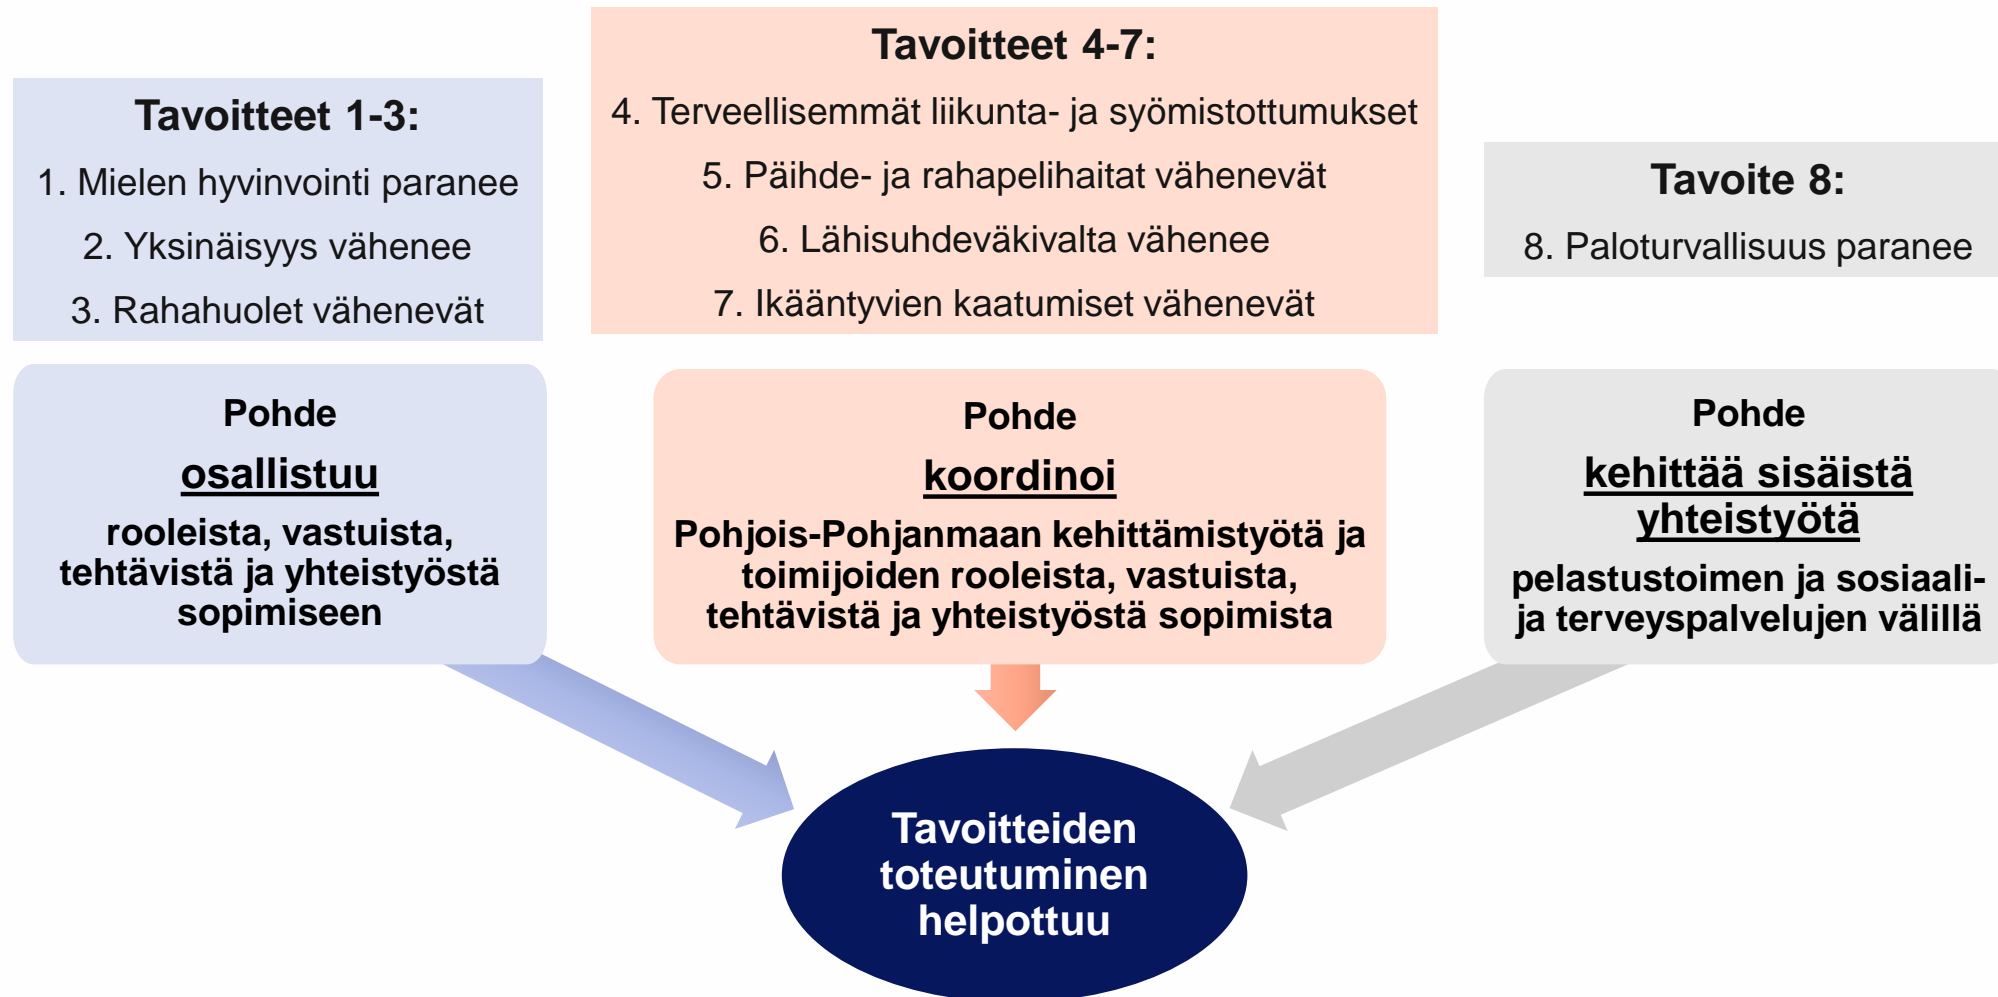 Tavoitteet 1-3:
1. Mielen hyvinvointi paranee
2. Yksinäisyys vähenee
3. Rahahuolet vähenevät
Tavoitteet 4-7:
4. Terveellisemmät liikunta- ja syömistottumukset
5. Päihde- ja rahapelihaitat vähenevät
6. Lähisuhdeväkivalta vähenee
7. Ikääntyvien kaatumiset vähenevät
Tavoite 8:
8. Paloturvallisuus paranee
Pohde
osallistuu
rooleista, vastuista,
tehtävistä ja yhteistyöstä
sopimiseen
Pohde
koordinoi
Pohjois-Pohjanmaan kehittämistyötä ja
toimijoiden rooleista, vastuista,
tehtävistä ja yhteistyöstä sopimista
Pohde
kehittää sisäistä
yhteistyötä
pelastustoimen ja sosiaali-
ja terveyspalvelujen välillä
Tavoitteiden
toteutuminen
helpottuu